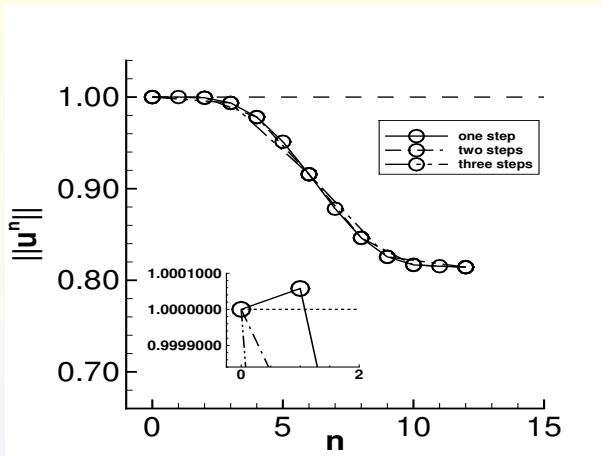 1.00
0.90
0.80
0.70
||uⁿ||
one step
two steps
three steps
1.0001000
1.0000000
0.9999000
0 2
0 5 10 15
n